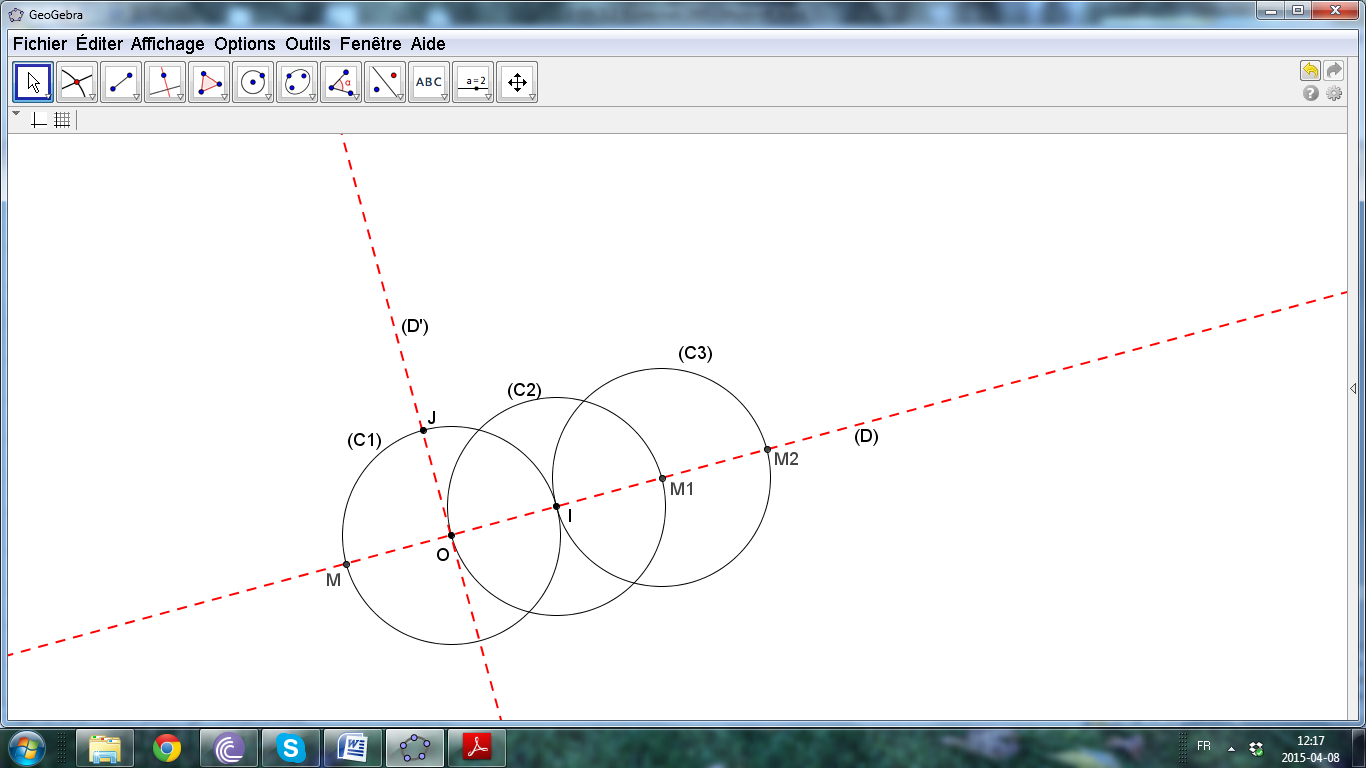 GeoGebra
Fichier Éditer Affichage Options Outils Fenêtre Aide
α ABC a=2
(D')
(C3)
(C2)
J
(C1)
(D)
M2
M1
I
O
M
FR 12:17
2015-04-08